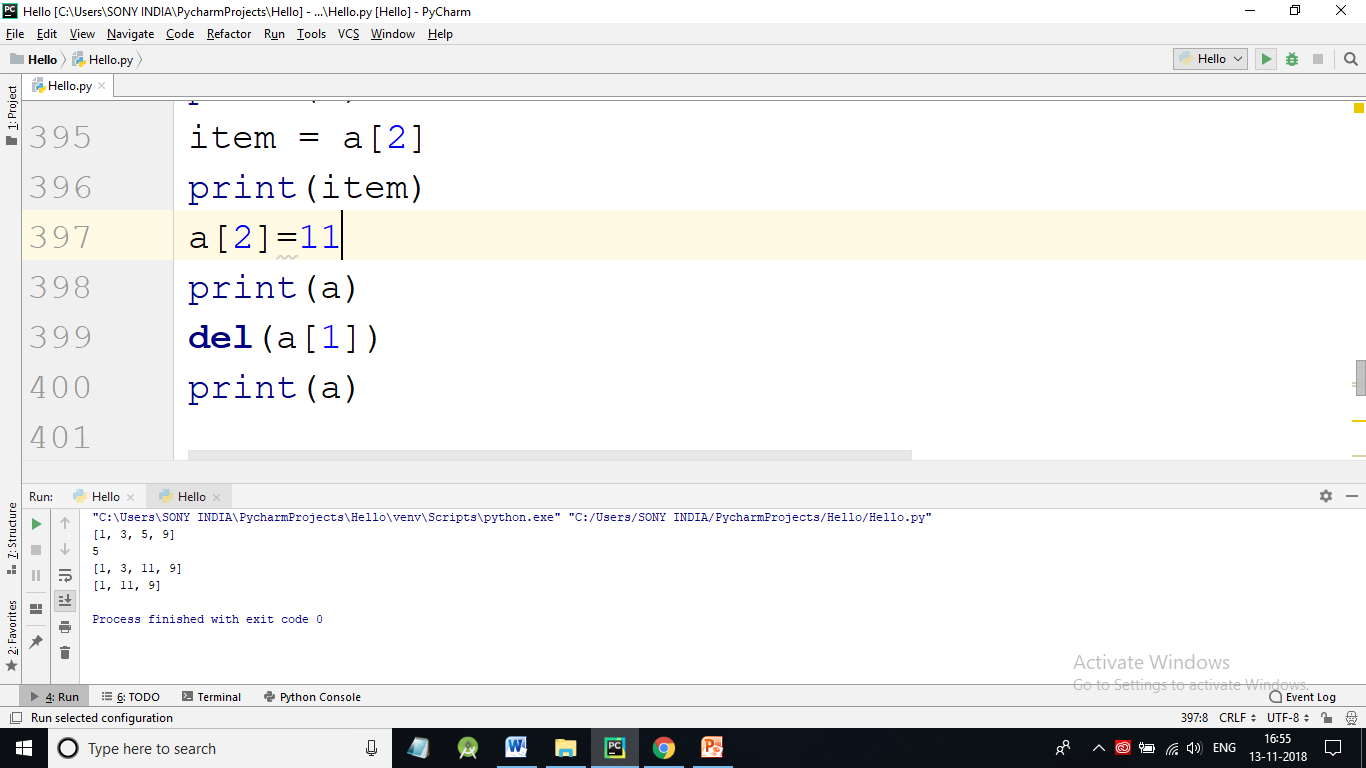 Hello [C:\Users\SONY INDIA\PycharmProjects\Hello] - ...\Hello.py [Hello] - PyCharm
File Edit View Navigate Code Refactor Run Tools VCS Window Help
Hello Hello.py Hello
Hello.py
1: Project
395 item = a[2]
396 print(item)
397 a[2]=11
398 print(a)
399 del(a[1])
400 print(a)
401
Run: Hello Hello
7: Structure
2: Favorites
"C:\Users\SONY INDIA\PycharmProjects\Hello\venv\Scripts\python.exe" "C:/Users/SONY INDIA/PycharmProjects/Hello/Hello.py"
[1, 3, 5, 9]
5
[1, 3, 11, 9]
[1, 11, 9]
Process finished with exit code 0
Activate Windows
Go to Settings to activate Windows.
4: Run 6: TODO Terminal Python Console Event Log
Run selected configuration 397:8 CRLF UTF-8
Type here to search ENG 16:55
13-11-2018